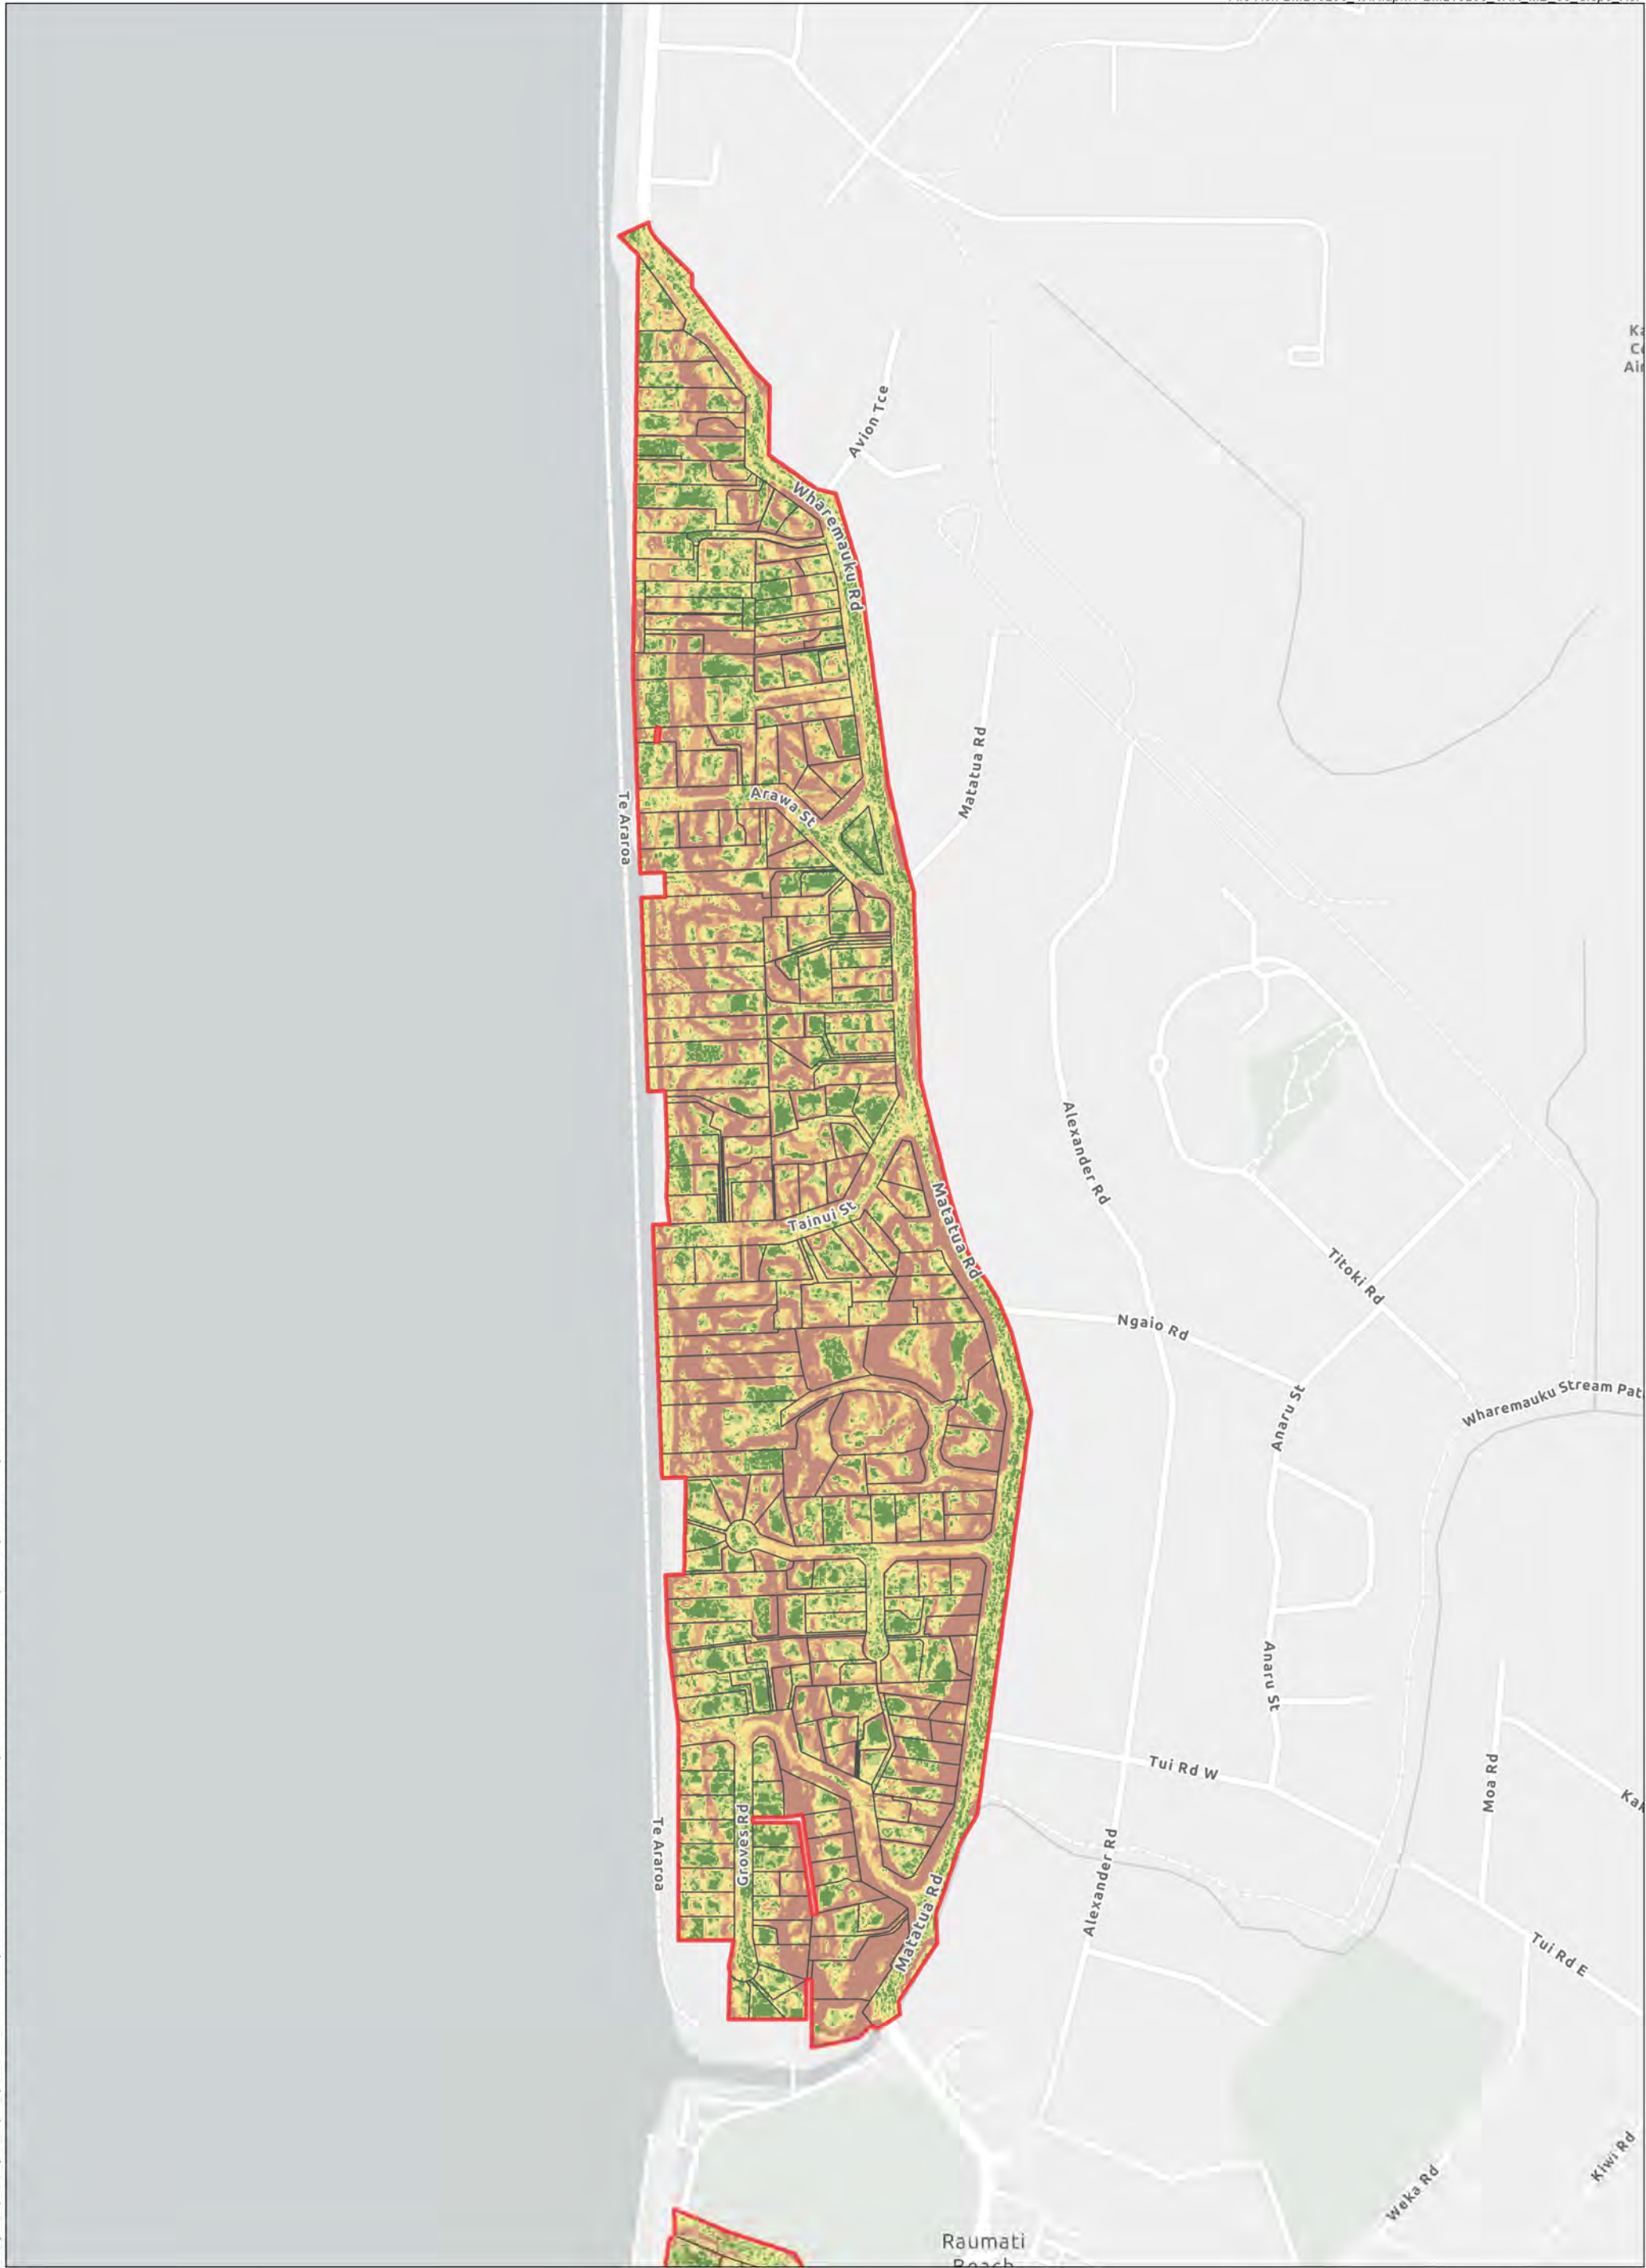 Avion Tce
Wharemauku Rd
Matatua Rd
Arawa St
Te Araroa
Alexander Rd
Matatua Rd
Tainui St
Titoki Rd
Ngaio Rd
Anaru St
Wharemauku Stream Pat
Anaru St
Tui Rd W
Moa Rd
Groves Rd
Te Araroa
Alexander Rd
Matatua Rd
Tui Rd E
Weka Rd
Kiwi Rd
Raumati